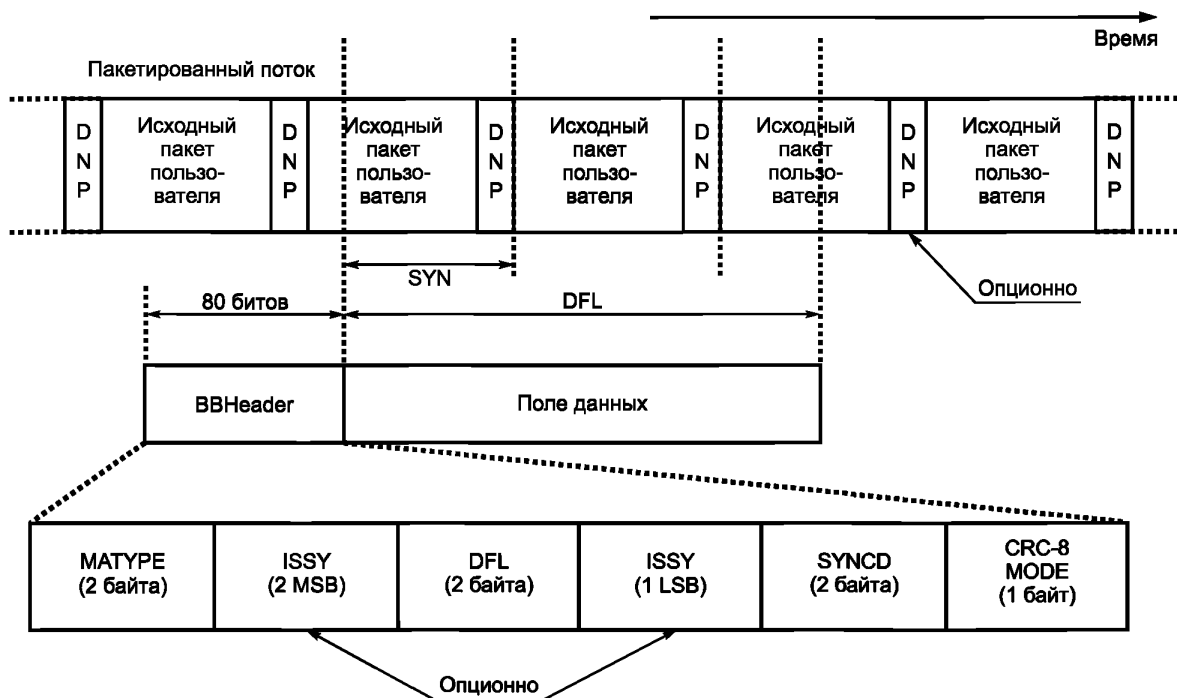 Время
Пакетированный поток
D
N
P
Исходный
пакет
пользо-
вателя
D
N
P
Исходный
пакет
пользо-
вателя
D
N
P
Исходный
пакет
пользо-
вателя
D
N
P
Исходный
пакет
пользо-
вателя
D
N
P
Исходный
пакет
пользо-
вателя
D
N
P
SYN
Опционно
80 битов
DFL
BBHeader
Поле данных
MATYPE
(2 байта)
ISSY
(2 MSB)
DFL
(2 байта)
ISSY
(1 LSB)
SYNCD
(2 байта)
CRC-8
MODE
(1 байт)
Опционно